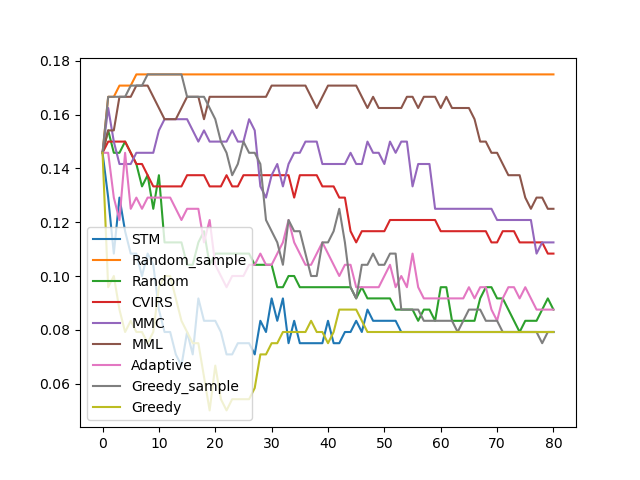 0.18
0.16
0.14
0.12
0.10
0.08
0.06
STM
Random_sample
Random
CVIRS
MMC
MML
Adaptive
Greedy_sample
Greedy
0 10 20 30 40 50 60 70 80